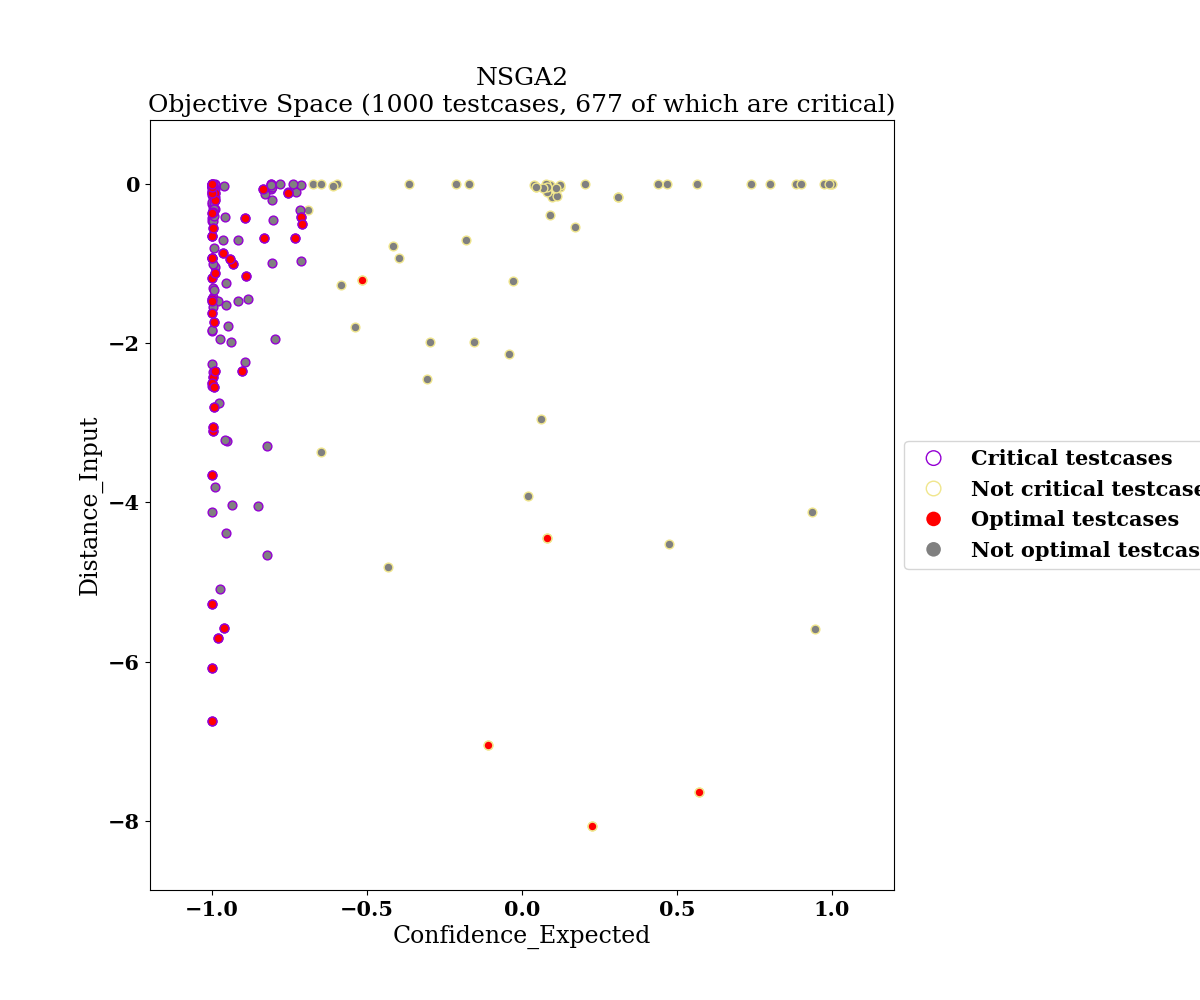 NSGA2
Objective Space (1000 testcases, 677 of which are critical)
0
−2
−4
−6
−8
Distance_Input
−1.0
−0.5
0.0
0.5
1.0
Confidence_Expected
Critical testcases
Not critical testcase
Optimal testcases
Not optimal testcas